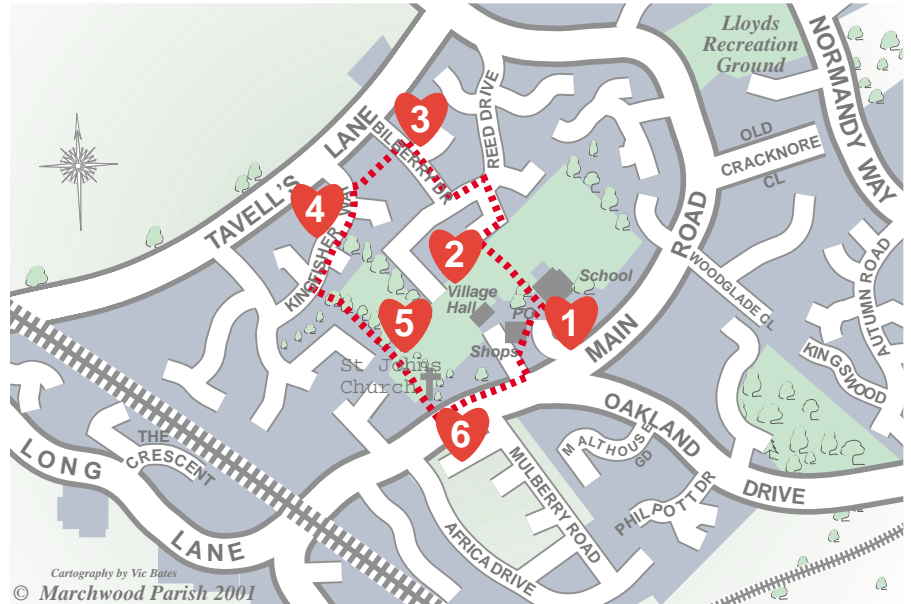 Lloyds
Recreation
Ground
NORMANDY WAY
TAVELL'S LANE
BILBERRY DR
REED DRIVE
3
OLD
CRACKNORE
CL
4
KINGFISHER WAY
2
School
Village
Hall
PO
1
5
Shops
MAIN ROAD
WOODGLADE CL
AUTUMN ROAD
KINGSWOOD
St Johns
Church
6
OAKLAND DRIVE
MALTHOUSE
GD
THE
CRESCENT
LONG LANE
MULBERRY ROAD
PHILPOTT DR
AFRICA DRIVE
Cartography by Vic Bates
© Marchwood Parish 2001